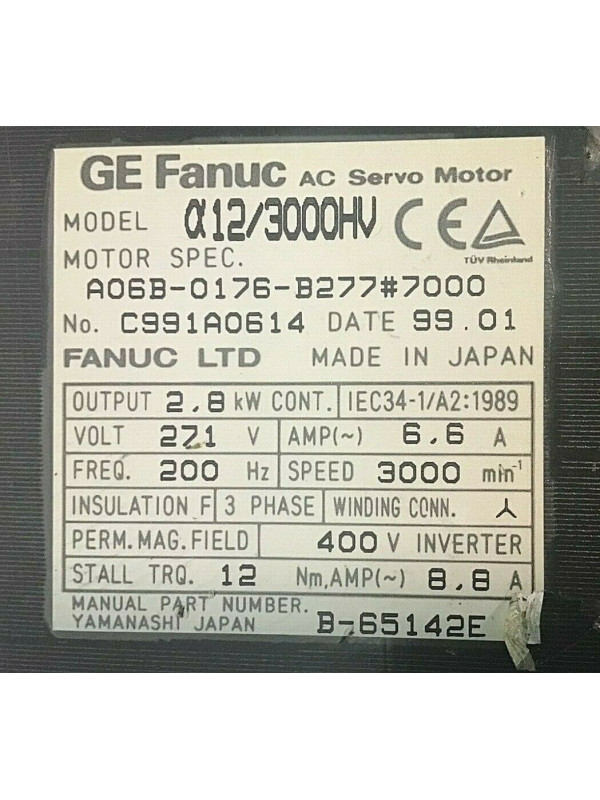 GE Fanuc AC Servo Motor
MODEL α12/3000HV CE
TÜV Rheinland
MOTOR SPEC.
A06B-0176-B277#7000
No. C991A0614 DATE 99.01
FANUC LTD MADE IN JAPAN
OUTPUT 2.8 kW CONT. IEC34-1/A2:1989
VOLT 271 V AMP(~) 6.6 A
FREQ. 200 Hz SPEED 3000 min⁻¹
INSULATION F 3 PHASE WINDING CONN. ⅄
PERM.MAG.FIELD 400 V INVERTER
STALL TRQ. 12 Nm,AMP(~) 8.8 A
MANUAL PART NUMBER.
YAMANASHI JAPAN B-65142E